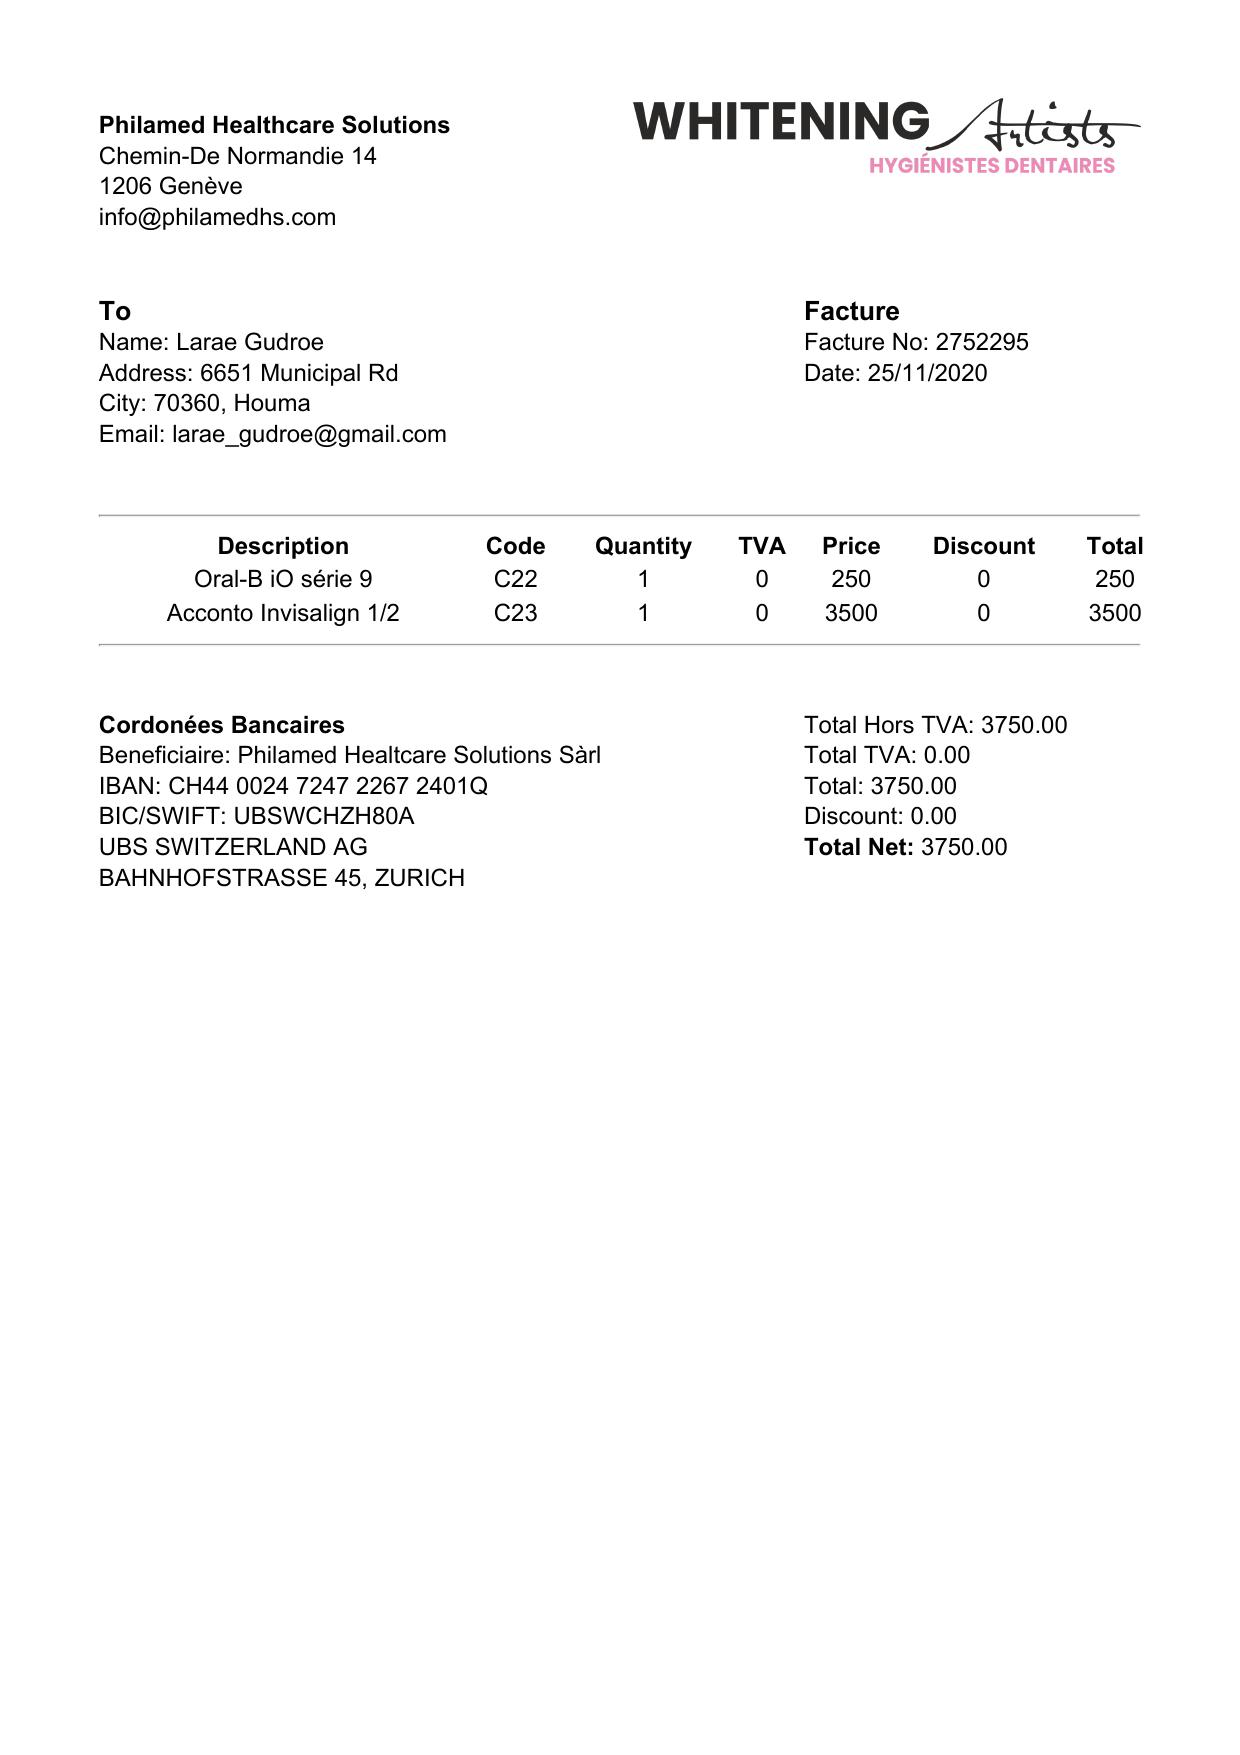 Philamed Healthcare Solutions
Chemin-De Normandie 14
1206 Genève
info@philamedhs.com
WHITENING Artists
HYGIÉNISTES DENTAIRES
To
Name: Larae Gudroe
Address: 6651 Municipal Rd
City: 70360, Houma
Email: larae_gudroe@gmail.com
Facture
Facture No: 2752295
Date: 25/11/2020
Description Code Quantity TVA Price Discount Total
Oral-B iO série 9 C22 1 0 250 0 250
Acconto Invisalign 1/2 C23 1 0 3500 0 3500
Cordonées Bancaires
Beneficiaire: Philamed Healtcare Solutions Sàrl
IBAN: CH44 0024 7247 2267 2401Q
BIC/SWIFT: UBSWCHZH80A
UBS SWITZERLAND AG
BAHNHOFSTRASSE 45, ZURICH
Total Hors TVA: 3750.00
Total TVA: 0.00
Total: 3750.00
Discount: 0.00
Total Net: 3750.00